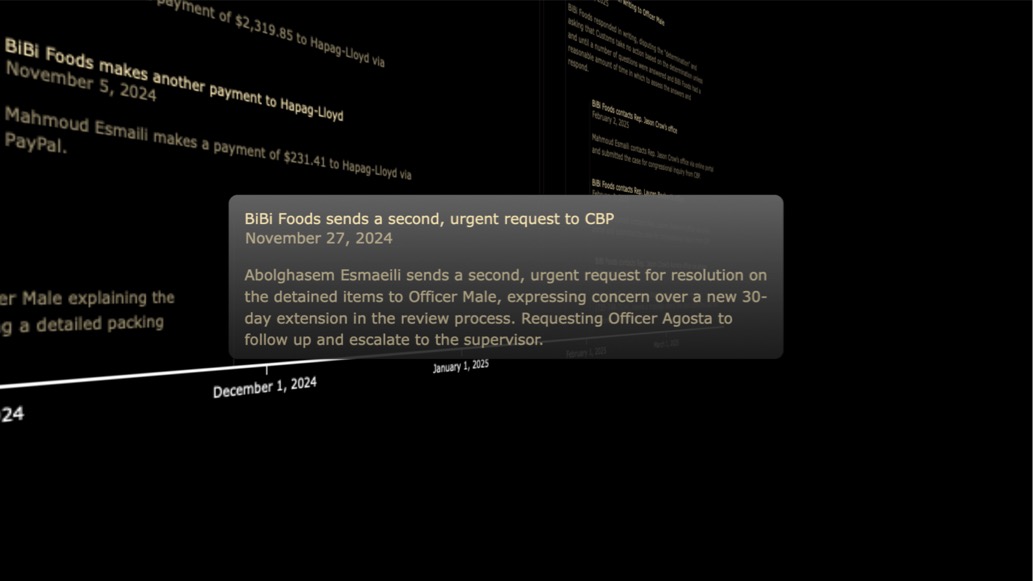 payment of $2,319.85 to Hapag-Lloyd via
BiBi Foods makes another payment to Hapag-Lloyd
November 5, 2024
Mahmoud Esmaili makes a payment of $231.41 to Hapag-Lloyd via
PayPal.
er Male explaining the
g a detailed packing
24
December 1, 2024
January 1, 2025
February 1, 2025
BiBi Foods sends a second, urgent request to CBP
November 27, 2024
Abolghasem Esmaeili sends a second, urgent request for resolution on
the detained items to Officer Male, expressing concern over a new 30-
day extension in the review process. Requesting Officer Agosta to
follow up and escalate to the supervisor.
2025
BiBi Foods responded in writing, disputing the "determination" and
asking that Customs take no action based on the determination unless
and until a number of questions were answered and BiBi Foods had a
reasonable amount of time in which to assess the answers and
respond.
BiBi Foods contacts Rep. Jason Crow's office
February 2, 2025
Mahmoud Esmaili contacts Rep. Jason Crow's office via online portal
and submitted the case for congressional inquiry from CBP
BiBi Foods contacts Rep.